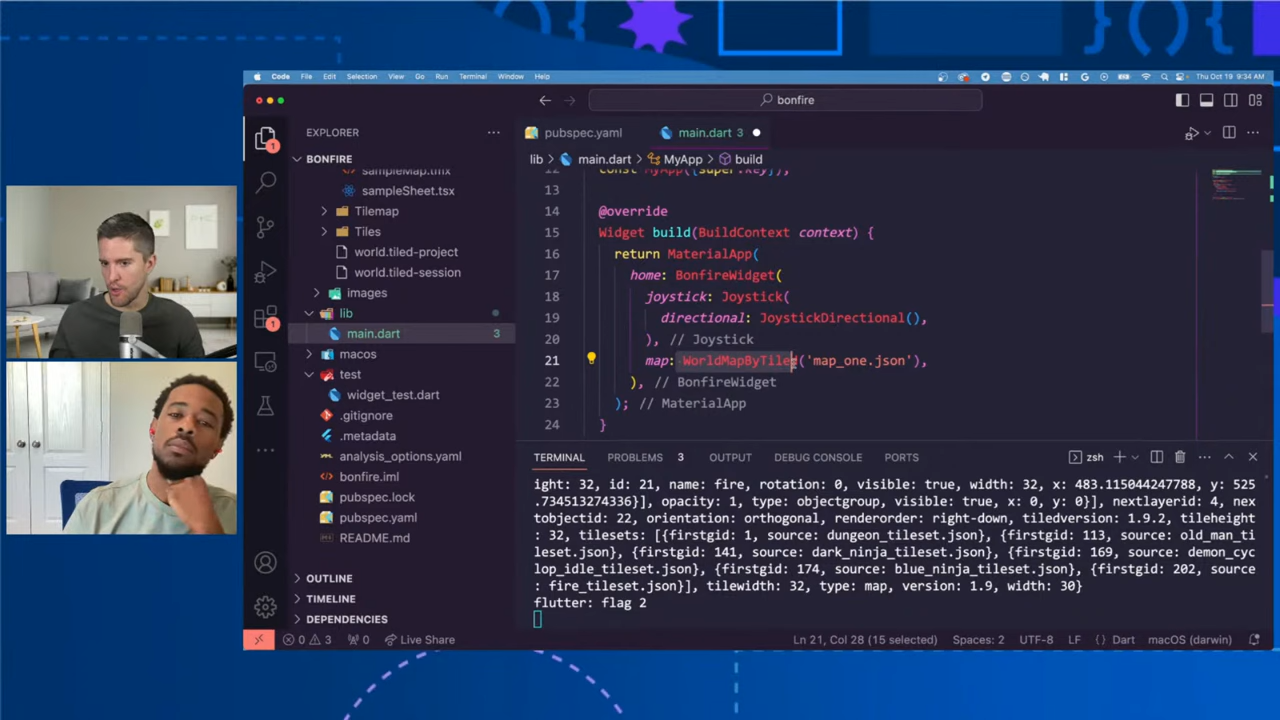 Code File Edit Selection View Go Run Terminal Window Help
Thu Oct 19 9:34 AM
bonfire
EXPLORER
BONFIRE
sampleMap.tmx
sampleSheet.tsx
Tilemap
Tiles
world.tiled-project
world.tiled-session
images
lib
main.dart 3
macos
test
widget_test.dart
.gitignore
.metadata
analysis_options.yaml
bonfire.iml
pubspec.lock
pubspec.yaml
README.md
OUTLINE
TIMELINE
DEPENDENCIES
1
1
pubspec.yaml main.dart 3
lib main.dart MyApp build
12 const MyApp({super.key});
13
14 @override
15 Widget build(BuildContext context) {
16 return MaterialApp(
17 home: BonfireWidget(
18 joystick: Joystick(
19 directional: JoystickDirectional(),
20 ), // Joystick
21 map: WorldMapByTiled('map_one.json'),
22 ), // BonfireWidget
23 ); // MaterialApp
24 }
TERMINAL PROBLEMS 3 OUTPUT DEBUG CONSOLE PORTS
zsh
ight: 32, id: 21, name: fire, rotation: 0, visible: true, width: 32, x: 483.115044247788, y: 525
.734513274336}], opacity: 1, type: objectgroup, visible: true, x: 0, y: 0}], nextlayerid: 4, nex
tobjectid: 22, orientation: orthogonal, renderorder: right-down, tiledversion: 1.9.2, tileheight
: 32, tilesets: [{firstgid: 1, source: dungeon_tileset.json}, {firstgid: 113, source: old_man_ti
leset.json}, {firstgid: 141, source: dark_ninja_tileset.json}, {firstgid: 169, source: demon_cyc
lop_idle_tileset.json}, {firstgid: 174, source: blue_ninja_tileset.json}, {firstgid: 202, source
: fire_tileset.json}], tilewidth: 32, type: map, version: 1.9, width: 30}
flutter: flag 2
0 3 0 Live Share Ln 21, Col 28 (15 selected) Spaces: 2 UTF-8 LF {} Dart macOS (darwin)